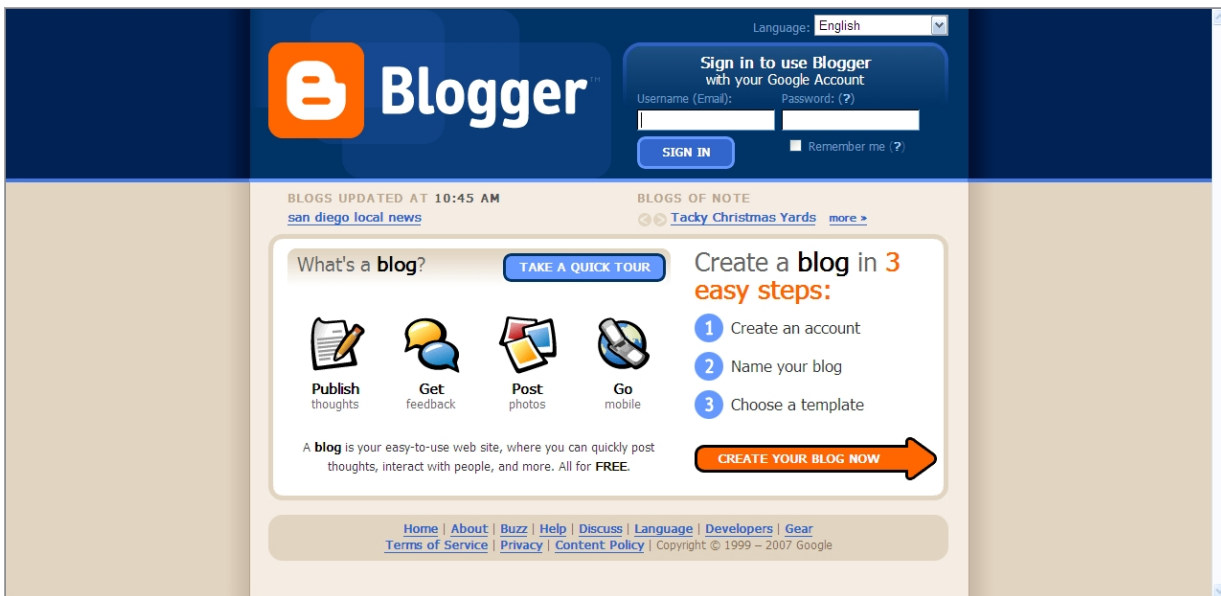 Language: English
Blogger™
Sign in to use Blogger
with your Google Account
Username (Email): Password: (?)
SIGN IN
Remember me (?)
BLOGS UPDATED AT 10:45 AM
san diego local news
BLOGS OF NOTE
Tacky Christmas Yards more »
What's a blog?
TAKE A QUICK TOUR
Publish
thoughts
Get
feedback
Post
photos
Go
mobile
A blog is your easy-to-use web site, where you can quickly post
thoughts, interact with people, and more. All for FREE.
Create a blog in 3
easy steps:
1 Create an account
2 Name your blog
3 Choose a template
CREATE YOUR BLOG NOW
Home | About | Buzz | Help | Discuss | Language | Developers | Gear
Terms of Service | Privacy | Content Policy | Copyright © 1999 – 2007 Google